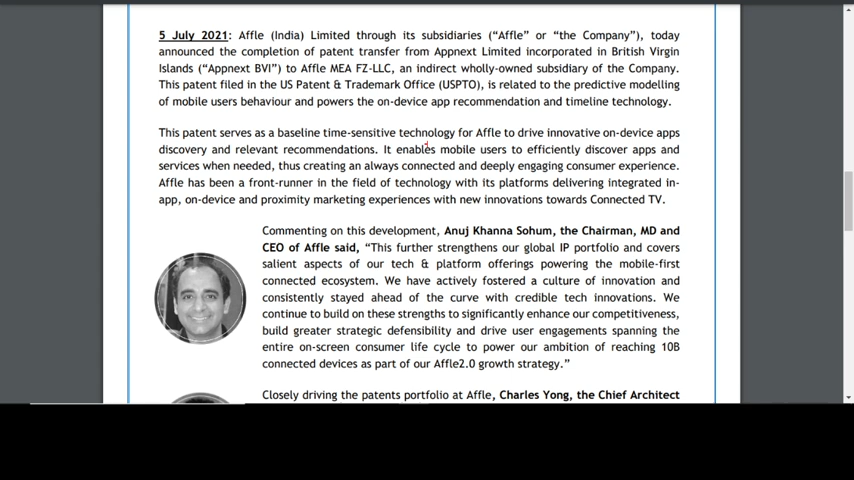 5 July 2021: Affle (India) Limited through its subsidiaries (“Affle” or “the Company”), today
announced the completion of patent transfer from Appnext Limited incorporated in British Virgin
Islands (“Appnext BVI”) to Affle MEA FZ-LLC, an indirect wholly-owned subsidiary of the Company.
This patent filed in the US Patent & Trademark Office (USPTO), is related to the predictive modelling
of mobile users behaviour and powers the on-device app recommendation and timeline technology.
This patent serves as a baseline time-sensitive technology for Affle to drive innovative on-device apps
discovery and relevant recommendations. It enables mobile users to efficiently discover apps and
services when needed, thus creating an always connected and deeply engaging consumer experience.
Affle has been a front-runner in the field of technology with its platforms delivering integrated in-
app, on-device and proximity marketing experiences with new innovations towards Connected TV.
Commenting on this development, Anuj Khanna Sohum, the Chairman, MD and
CEO of Affle said, “This further strengthens our global IP portfolio and covers
salient aspects of our tech & platform offerings powering the mobile-first
connected ecosystem. We have actively fostered a culture of innovation and
consistently stayed ahead of the curve with credible tech innovations. We
continue to build on these strengths to significantly enhance our competitiveness,
build greater strategic defensibility and drive user engagements spanning the
entire on-screen consumer life cycle to power our ambition of reaching 10B
connected devices as part of our Affle2.0 growth strategy.”
Closely driving the patents portfolio at Affle, Charles Yong, the Chief Architect